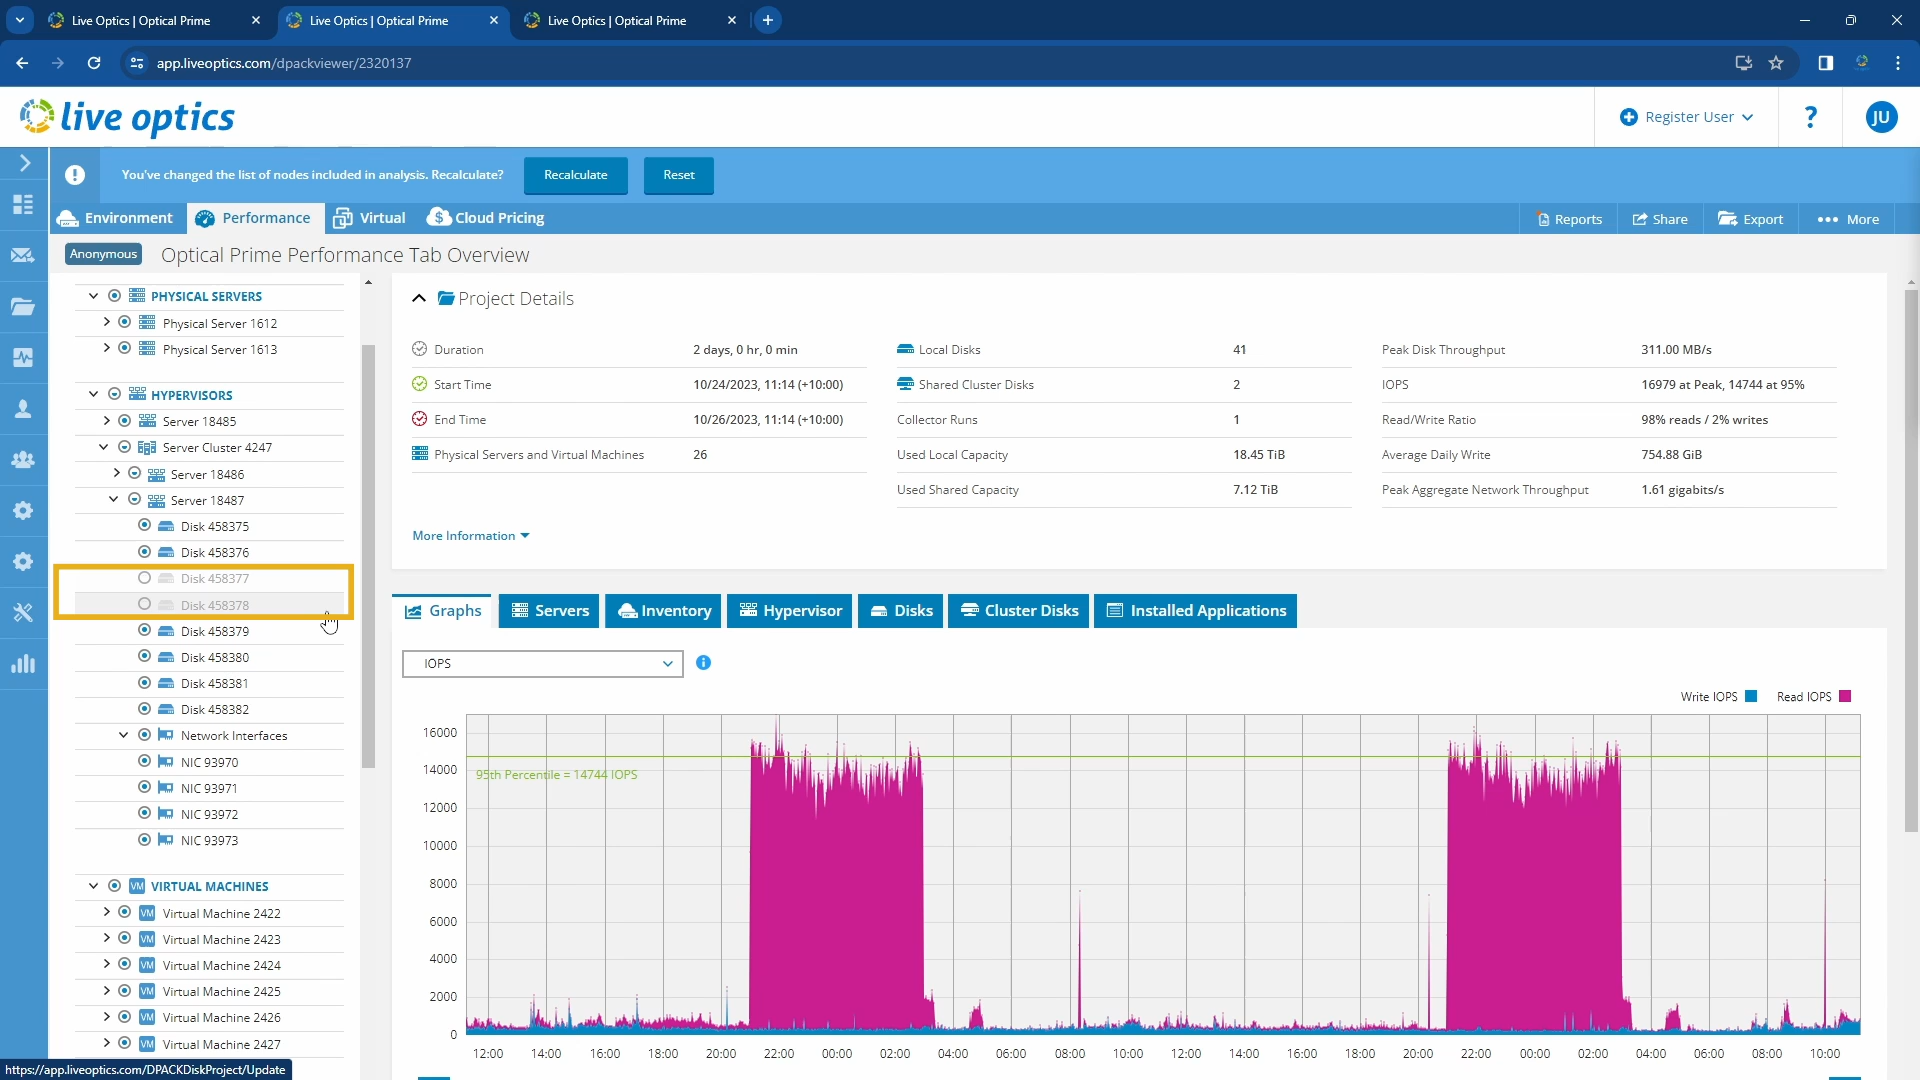 Live Optics | Optical Prime
Live Optics | Optical Prime
Live Optics | Optical Prime
app.liveoptics.com/dpackviewer/2320137
live optics
Register User
?
JU
You've changed the list of nodes included in analysis. Recalculate?
Recalculate
Reset
Environment
Performance
Virtual
Cloud Pricing
Reports
Share
Export
More
Anonymous
Optical Prime Performance Tab Overview
PHYSICAL SERVERS
Physical Server 1612
Physical Server 1613
HYPERVISORS
Server 18485
Server Cluster 4247
Server 18486
Server 18487
Disk 458375
Disk 458376
Disk 458377
Disk 458378
Disk 458379
Disk 458380
Disk 458381
Disk 458382
Network Interfaces
NIC 93970
NIC 93971
NIC 93972
NIC 93973
VM VIRTUAL MACHINES
VM Virtual Machine 2422
VM Virtual Machine 2423
VM Virtual Machine 2424
VM Virtual Machine 2425
VM Virtual Machine 2426
VM Virtual Machine 2427
https://app.liveoptics.com/DPACKDiskProject/Update
Project Details
Duration 2 days, 0 hr, 0 min
Start Time 10/24/2023, 11:14 (+10:00)
End Time 10/26/2023, 11:14 (+10:00)
Physical Servers and Virtual Machines 26
Local Disks 41
Shared Cluster Disks 2
Collector Runs 1
Used Local Capacity 18.45 TiB
Used Shared Capacity 7.12 TiB
Peak Disk Throughput 311.00 MB/s
IOPS 16979 at Peak, 14744 at 95%
Read/Write Ratio 98% reads / 2% writes
Average Daily Write 754.88 GiB
Peak Aggregate Network Throughput 1.61 gigabits/s
More Information
Graphs
Servers
Inventory
Hypervisor
Disks
Cluster Disks
Installed Applications
IOPS
Write IOPS
Read IOPS
16000
14000
12000
10000
8000
6000
4000
2000
0
95th Percentile = 14744 IOPS
12:00 14:00 16:00 18:00 20:00 22:00 00:00 02:00 04:00 06:00 08:00 10:00 12:00 14:00 16:00 18:00 20:00 22:00 00:00 02:00 04:00 06:00 08:00 10:00